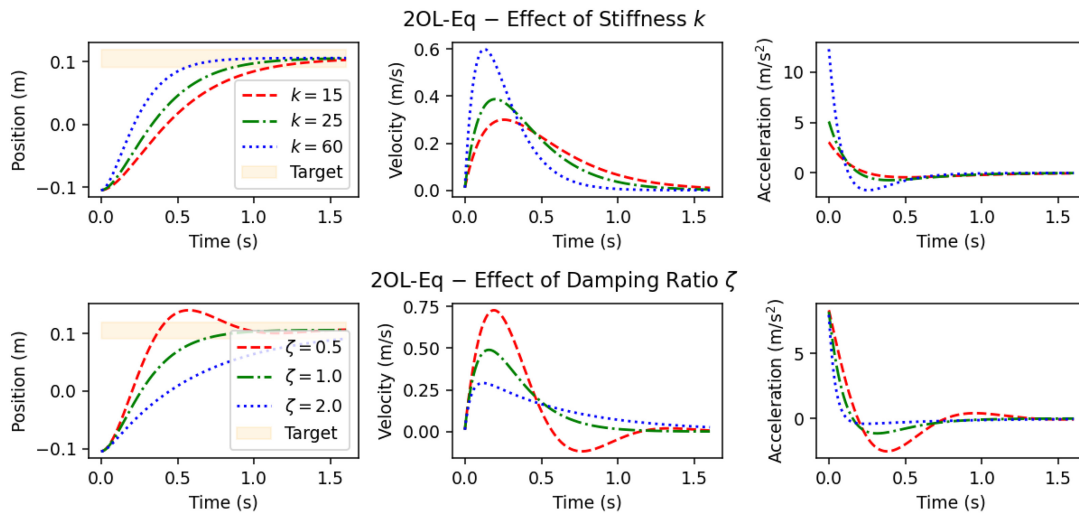 2OL-Eq − Effect of Stiffness k
Position (m)
0.1
0.0
−0.1
k = 15
k = 25
k = 60
Target
0.0 0.5 1.0 1.5
Time (s)
Velocity (m/s)
0.6
0.4
0.2
0.0
0.0 0.5 1.0 1.5
Time (s)
Acceleration (m/s²)
10
5
0
0.0 0.5 1.0 1.5
Time (s)
2OL-Eq − Effect of Damping Ratio ζ
Position (m)
0.1
0.0
−0.1
ζ = 0.5
ζ = 1.0
ζ = 2.0
Target
0.0 0.5 1.0 1.5
Time (s)
Velocity (m/s)
0.75
0.50
0.25
0.00
0.0 0.5 1.0 1.5
Time (s)
Acceleration (m/s²)
5
0
0.0 0.5 1.0 1.5
Time (s)